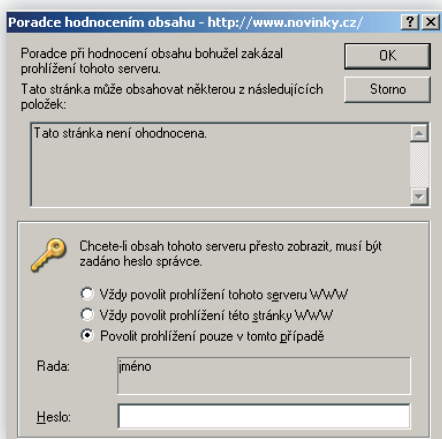 Poradce hodnocením obsahu - http://www.novinky.cz/
Poradce při hodnocení obsahu bohužel zakázal
prohlížení tohoto serveru.
OK
Tato stránka může obsahovat některou z následujících
položek:
Storno
Tato stránka není ohodnocena.
Chcete-li obsah tohoto serveru přesto zobrazit, musí být
zadáno heslo správce.
Vždy povolit prohlížení tohoto serveru WWW
Vždy povolit prohlížení této stránky WWW
Povolit prohlížení pouze v tomto případě
Rada: jméno
Heslo: